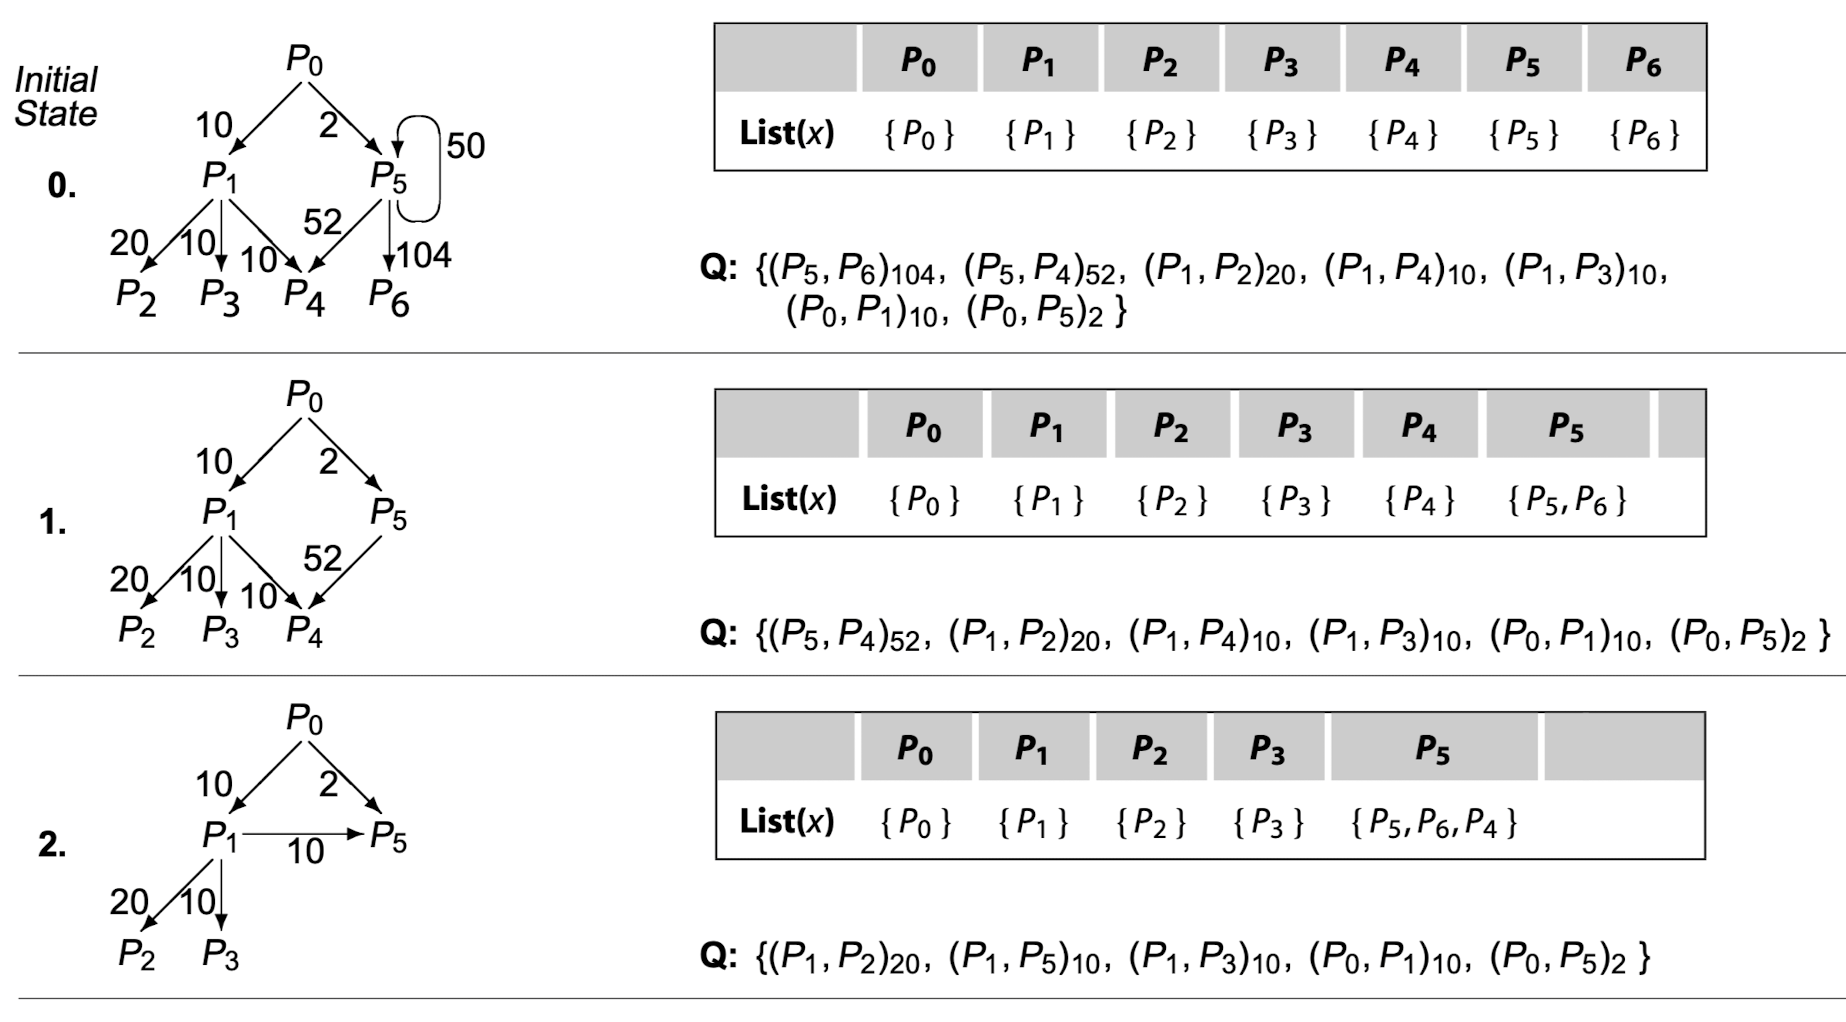 Initial
State
0.
P0
10 2 50
P1 P5
20 10 10 52 104
P2 P3 P4 P6
P0 P1 P2 P3 P4 P5 P6
List(x) { P0 } { P1 } { P2 } { P3 } { P4 } { P5 } { P6 }
Q: {(P5, P6)104, (P5, P4)52, (P1, P2)20, (P1, P4)10, (P1, P3)10,
(P0, P1)10, (P0, P5)2 }
1.
P0
10 2
P1 P5
20 10 10 52
P2 P3 P4
P0 P1 P2 P3 P4 P5
List(x) { P0 } { P1 } { P2 } { P3 } { P4 } { P5, P6 }
Q: {(P5, P4)52, (P1, P2)20, (P1, P4)10, (P1, P3)10, (P0, P1)10, (P0, P5)2 }
2.
P0
10 2
P1 10 P5
20 10
P2 P3
P0 P1 P2 P3 P5
List(x) { P0 } { P1 } { P2 } { P3 } { P5, P6, P4 }
Q: {(P1, P2)20, (P1, P5)10, (P1, P3)10, (P0, P1)10, (P0, P5)2 }